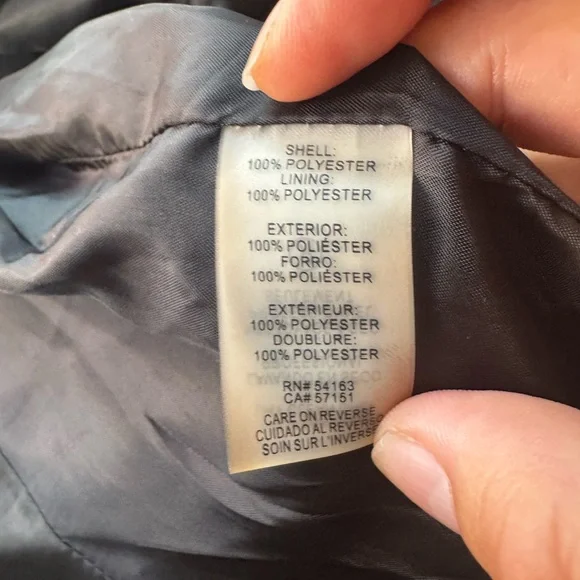 SHELL:
100% POLYESTER
LINING:
100% POLYESTER
EXTERIOR:
100% POLIÉSTER
FORRO:
100% POLIÉSTER
EXTÉRIEUR:
100% POLYESTER
DOUBLURE:
100% POLYESTER
RN# 54163
CA# 57151
CARE ON REVERSE
CUIDADO AL REVERSO
SOIN SUR L'INVERSE